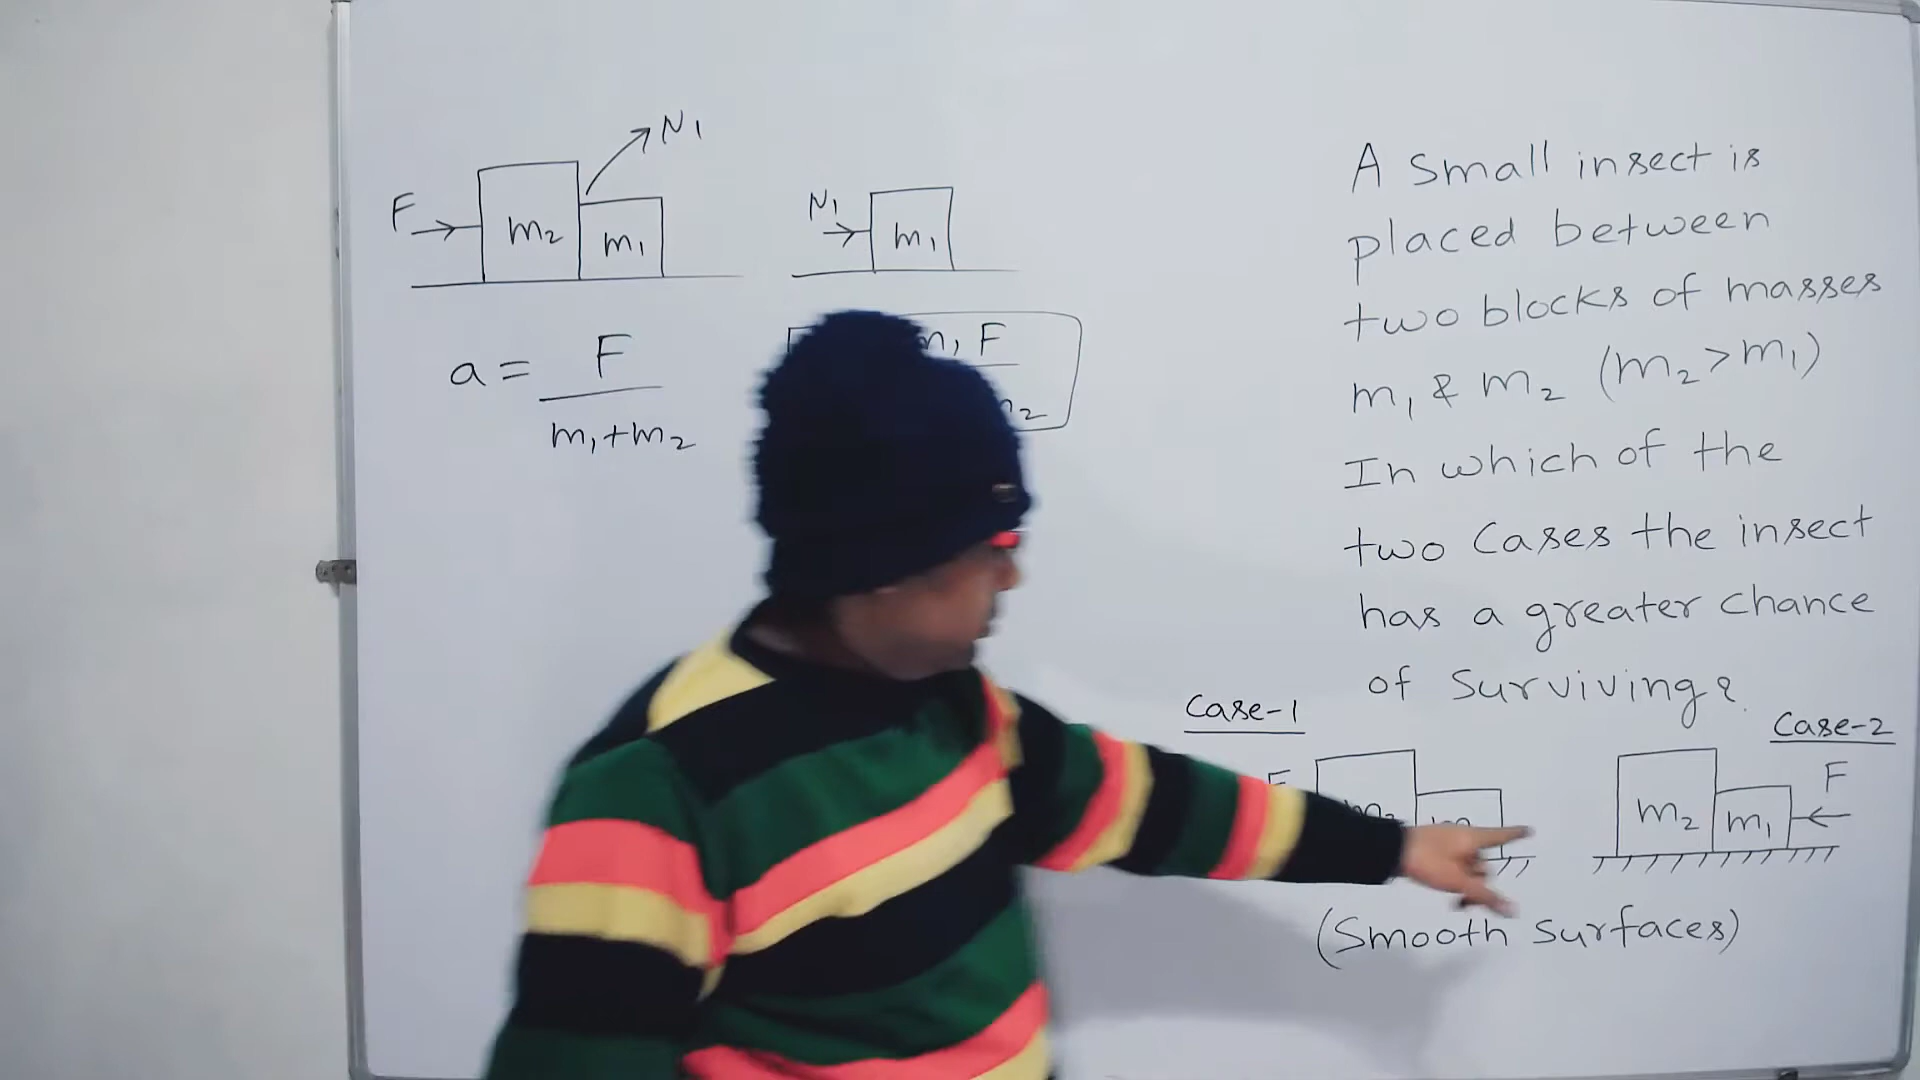 N1
F
m2
m1
N1
m1
a = F
m1+m2
m1 F
A small insect is
placed between
two blocks of masses
m1 & m2 (m2 > m1)
In which of the
two cases the insect
has a greater chance
of surviving?
Case-1
Case-2
F
m2
F
m2
m1
(Smooth surfaces)